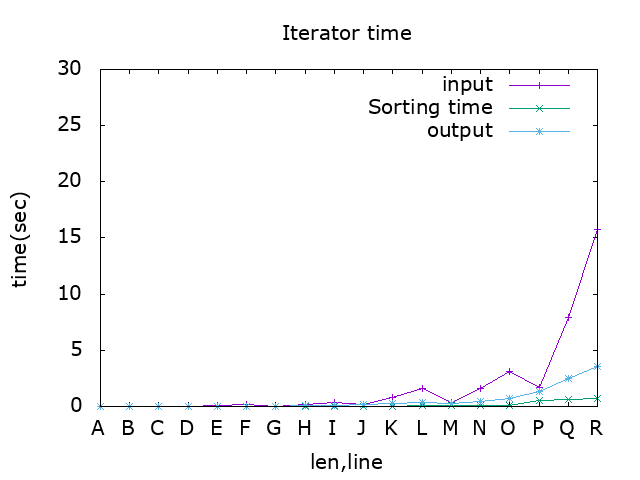 Iterator time
30
25
20
15
10
5
0
time(sec)
input
Sorting time
output
A B C D E F G H I J K L M N O P Q R
len,line